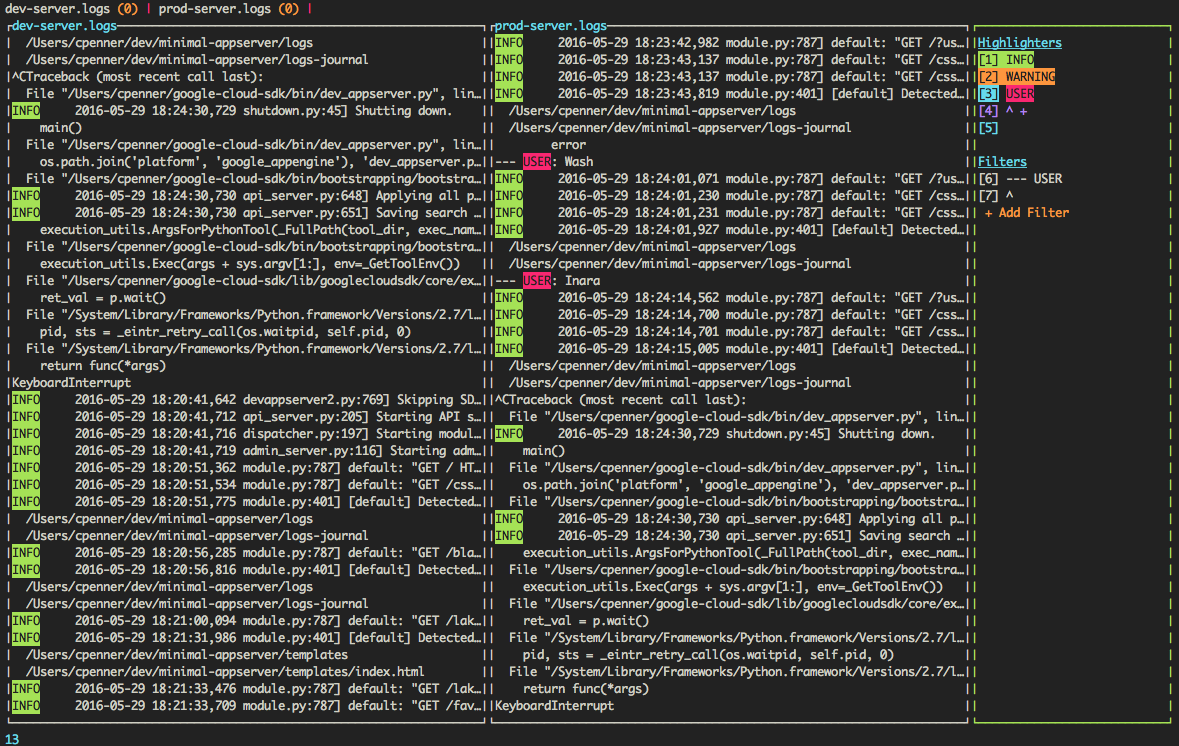 dev-server.logs (0) | prod-server.logs (0) |
dev-server.logs
/Users/cpenner/dev/minimal-appserver/logs
/Users/cpenner/dev/minimal-appserver/logs-journal
^CTraceback (most recent call last):
File "/Users/cpenner/google-cloud-sdk/bin/dev_appserver.py", lin…
INFO 2016-05-29 18:24:30,729 shutdown.py:45] Shutting down.
main()
File "/Users/cpenner/google-cloud-sdk/bin/dev_appserver.py", lin…
os.path.join('platform', 'google_appengine'), 'dev_appserver.p…
File "/Users/cpenner/google-cloud-sdk/bin/bootstrapping/bootstra…
INFO 2016-05-29 18:24:30,730 api_server.py:648] Applying all p…
INFO 2016-05-29 18:24:30,730 api_server.py:651] Saving search …
execution_utils.ArgsForPythonTool(_FullPath(tool_dir, exec_nam…
File "/Users/cpenner/google-cloud-sdk/bin/bootstrapping/bootstra…
execution_utils.Exec(args + sys.argv[1:], env=_GetToolEnv())
File "/Users/cpenner/google-cloud-sdk/lib/googlecloudsdk/core/ex…
ret_val = p.wait()
File "/System/Library/Frameworks/Python.framework/Versions/2.7/l…
pid, sts = _eintr_retry_call(os.waitpid, self.pid, 0)
File "/System/Library/Frameworks/Python.framework/Versions/2.7/l…
return func(*args)
KeyboardInterrupt
INFO 2016-05-29 18:20:41,642 devappserver2.py:769] Skipping SD…
INFO 2016-05-29 18:20:41,712 api_server.py:205] Starting API s…
INFO 2016-05-29 18:20:41,716 dispatcher.py:197] Starting modul…
INFO 2016-05-29 18:20:41,719 admin_server.py:116] Starting adm…
INFO 2016-05-29 18:20:51,362 module.py:787] default: "GET / HT…
INFO 2016-05-29 18:20:51,534 module.py:787] default: "GET /css…
INFO 2016-05-29 18:20:51,775 module.py:401] [default] Detected…
/Users/cpenner/dev/minimal-appserver/logs
/Users/cpenner/dev/minimal-appserver/logs-journal
INFO 2016-05-29 18:20:56,285 module.py:787] default: "GET /bla…
INFO 2016-05-29 18:20:56,816 module.py:401] [default] Detected…
/Users/cpenner/dev/minimal-appserver/logs
/Users/cpenner/dev/minimal-appserver/logs-journal
INFO 2016-05-29 18:21:00,094 module.py:787] default: "GET /lak…
INFO 2016-05-29 18:21:31,986 module.py:401] [default] Detected…
/Users/cpenner/dev/minimal-appserver/templates
/Users/cpenner/dev/minimal-appserver/templates/index.html
INFO 2016-05-29 18:21:33,476 module.py:787] default: "GET /lak…
INFO 2016-05-29 18:21:33,709 module.py:787] default: "GET /fav…
prod-server.logs
INFO 2016-05-29 18:23:42,982 module.py:787] default: "GET /?us…
INFO 2016-05-29 18:23:43,137 module.py:787] default: "GET /css…
INFO 2016-05-29 18:23:43,137 module.py:787] default: "GET /css…
INFO 2016-05-29 18:23:43,819 module.py:401] [default] Detected…
/Users/cpenner/dev/minimal-appserver/logs
/Users/cpenner/dev/minimal-appserver/logs-journal
error
--- USER: Wash
INFO 2016-05-29 18:24:01,071 module.py:787] default: "GET /?us…
INFO 2016-05-29 18:24:01,230 module.py:787] default: "GET /css…
INFO 2016-05-29 18:24:01,231 module.py:787] default: "GET /css…
INFO 2016-05-29 18:24:01,927 module.py:401] [default] Detected…
/Users/cpenner/dev/minimal-appserver/logs
/Users/cpenner/dev/minimal-appserver/logs-journal
--- USER: Inara
INFO 2016-05-29 18:24:14,562 module.py:787] default: "GET /?us…
INFO 2016-05-29 18:24:14,700 module.py:787] default: "GET /css…
INFO 2016-05-29 18:24:14,701 module.py:787] default: "GET /css…
INFO 2016-05-29 18:24:15,005 module.py:401] [default] Detected…
/Users/cpenner/dev/minimal-appserver/logs
/Users/cpenner/dev/minimal-appserver/logs-journal
^CTraceback (most recent call last):
File "/Users/cpenner/google-cloud-sdk/bin/dev_appserver.py", lin…
INFO 2016-05-29 18:24:30,729 shutdown.py:45] Shutting down.
main()
File "/Users/cpenner/google-cloud-sdk/bin/dev_appserver.py", lin…
os.path.join('platform', 'google_appengine'), 'dev_appserver.p…
File "/Users/cpenner/google-cloud-sdk/bin/bootstrapping/bootstra…
INFO 2016-05-29 18:24:30,730 api_server.py:648] Applying all p…
INFO 2016-05-29 18:24:30,730 api_server.py:651] Saving search …
execution_utils.ArgsForPythonTool(_FullPath(tool_dir, exec_nam…
File "/Users/cpenner/google-cloud-sdk/bin/bootstrapping/bootstra…
execution_utils.Exec(args + sys.argv[1:], env=_GetToolEnv())
File "/Users/cpenner/google-cloud-sdk/lib/googlecloudsdk/core/ex…
ret_val = p.wait()
File "/System/Library/Frameworks/Python.framework/Versions/2.7/l…
pid, sts = _eintr_retry_call(os.waitpid, self.pid, 0)
File "/System/Library/Frameworks/Python.framework/Versions/2.7/l…
return func(*args)
KeyboardInterrupt
Highlighters
[1] INFO
[2] WARNING
[3] USER
[4] ^ +
[5]
Filters
[6] --- USER
[7] ^
+ Add Filter
13